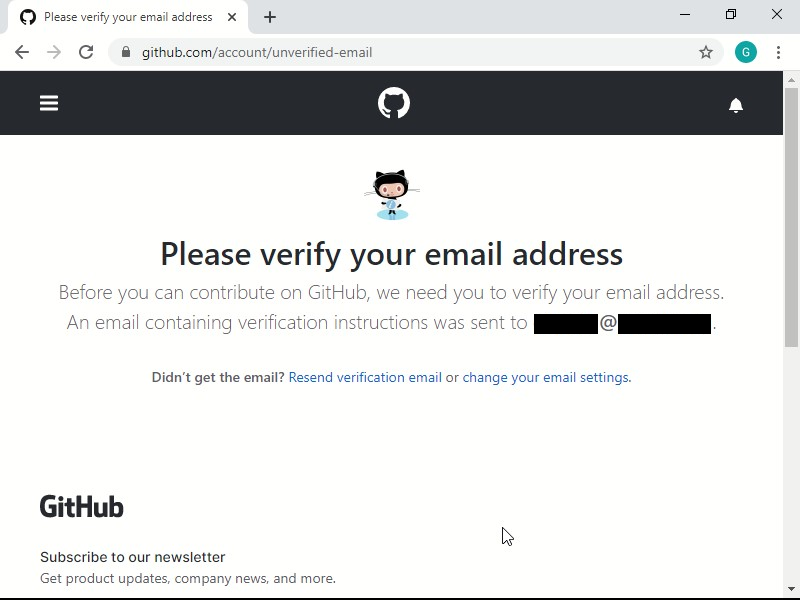 Please verify your email address
github.com/account/unverified-email
G
Please verify your email address
Before you can contribute on GitHub, we need you to verify your email address.
An email containing verification instructions was sent to @.
Didn't get the email? Resend verification email or change your email settings.
GitHub
Subscribe to our newsletter
Get product updates, company news, and more.